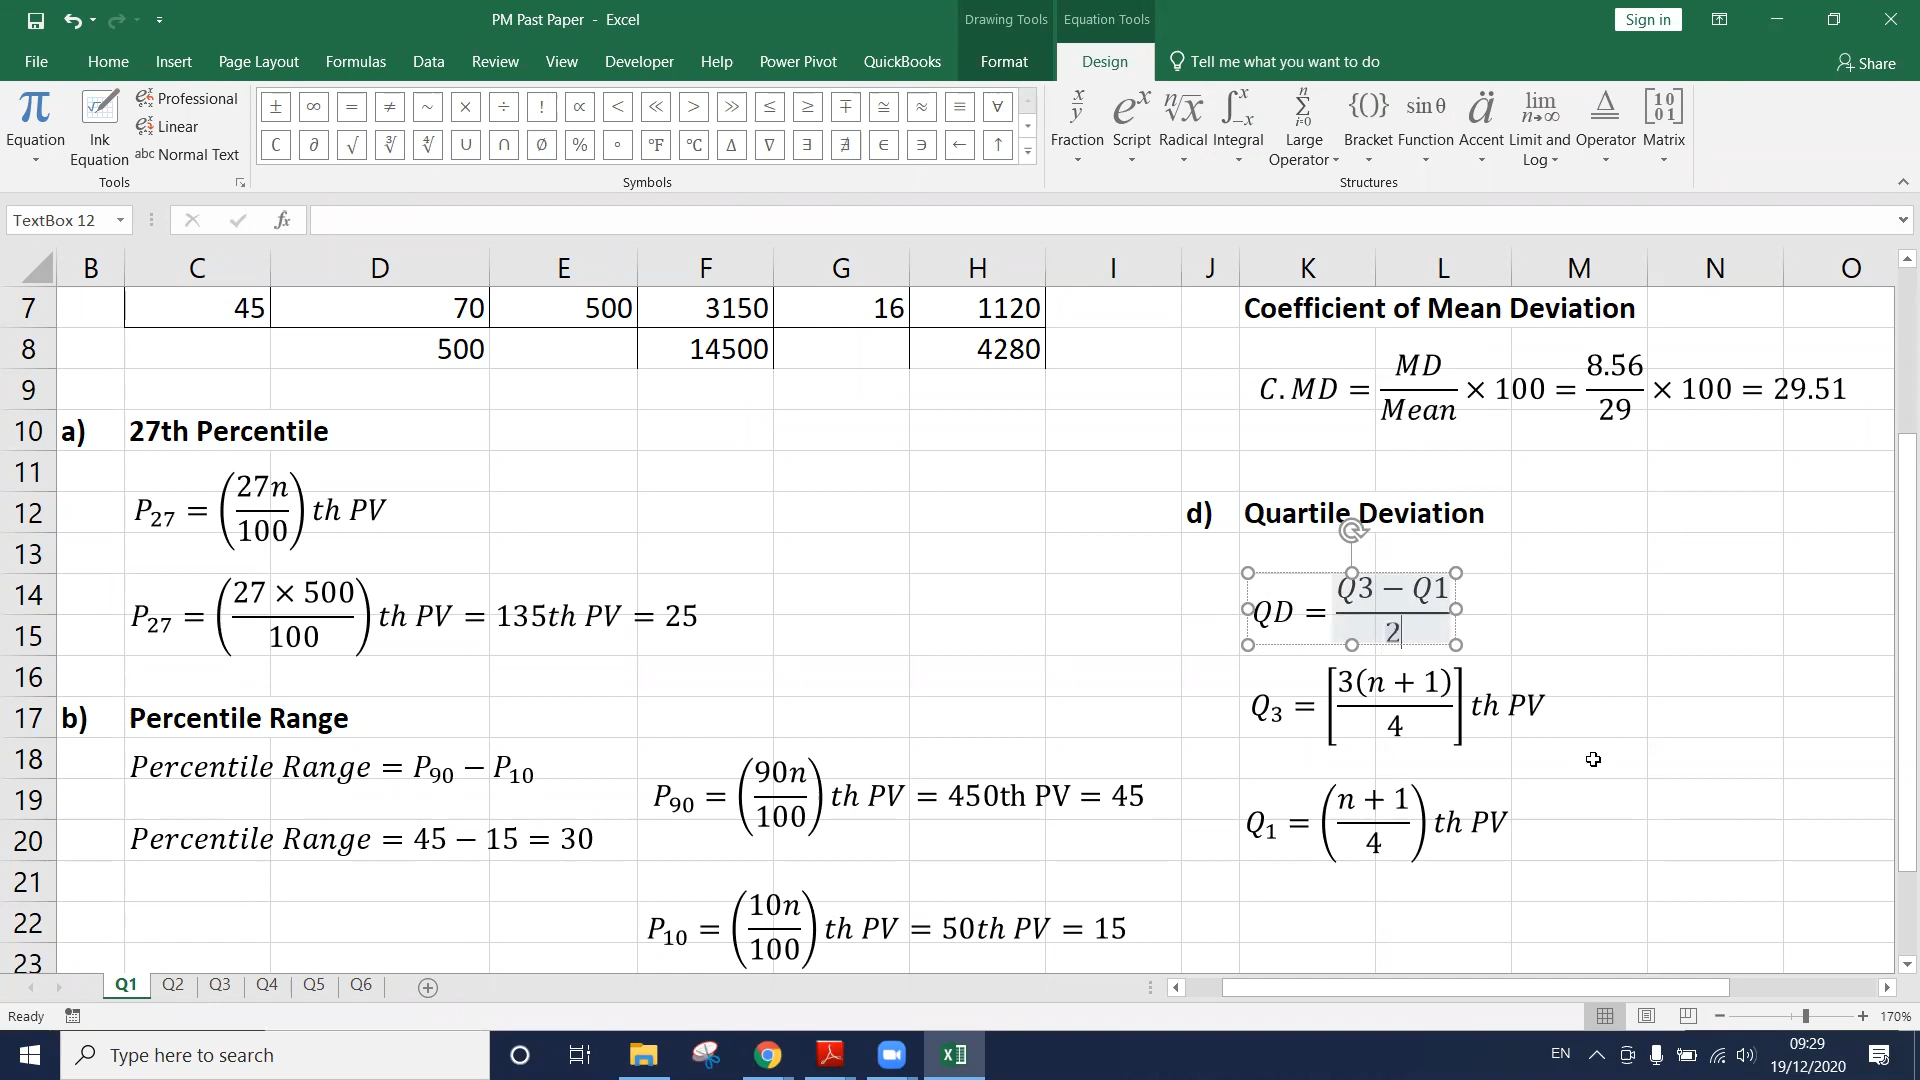 PM Past Paper - Excel
Drawing Tools
Equation Tools
Sign in
File
Home
Insert
Page Layout
Formulas
Data
Review
View
Developer
Help
Power Pivot
QuickBooks
Format
Design
Tell me what you want to do
Share
Equation
Ink Equation
Professional
Linear
abc Normal Text
Tools
± ∞ = ≠ ~ × ÷ ! ∝ < ≪ > ≫ ≤ ≥ ∓ ≅ ≈ ≡ ∀
C ∂ √ ∛ ∜ ∪ ∩ ∅ % ° °F °C ∆ ∇ ∃ ∄ ∈ ∋ ← ↑
Symbols
Fraction
Script
Radical
Integral
Large Operator
Bracket
Function
Accent
Limit and Log
Operator
Matrix
Structures
TextBox 12
fx
B C D E F G H I J K L M N O
7 45 70 500 3150 16 1120 Coefficient of Mean Deviation
8 500 14500 4280
C.MD = MD/Mean × 100 = 8.56/29 × 100 = 29.51
9
10 a) 27th Percentile
11
P₂₇ = (27n/100) th PV
12 d) Quartile Deviation
13
14
QD = Q3 − Q1/2
P₂₇ = (27 × 500/100) th PV = 135th PV = 25
15
16
Q₃ = [3(n + 1)/4] th PV
17 b) Percentile Range
18
Percentile Range = P₉₀ − P₁₀
P₉₀ = (90n/100) th PV = 450th PV = 45
19
Q₁ = (n + 1/4) th PV
20
Percentile Range = 45 − 15 = 30
21
22
P₁₀ = (10n/100) th PV = 50th PV = 15
23
Q1 Q2 Q3 Q4 Q5 Q6
Ready
170%
Type here to search
EN
09:29
19/12/2020